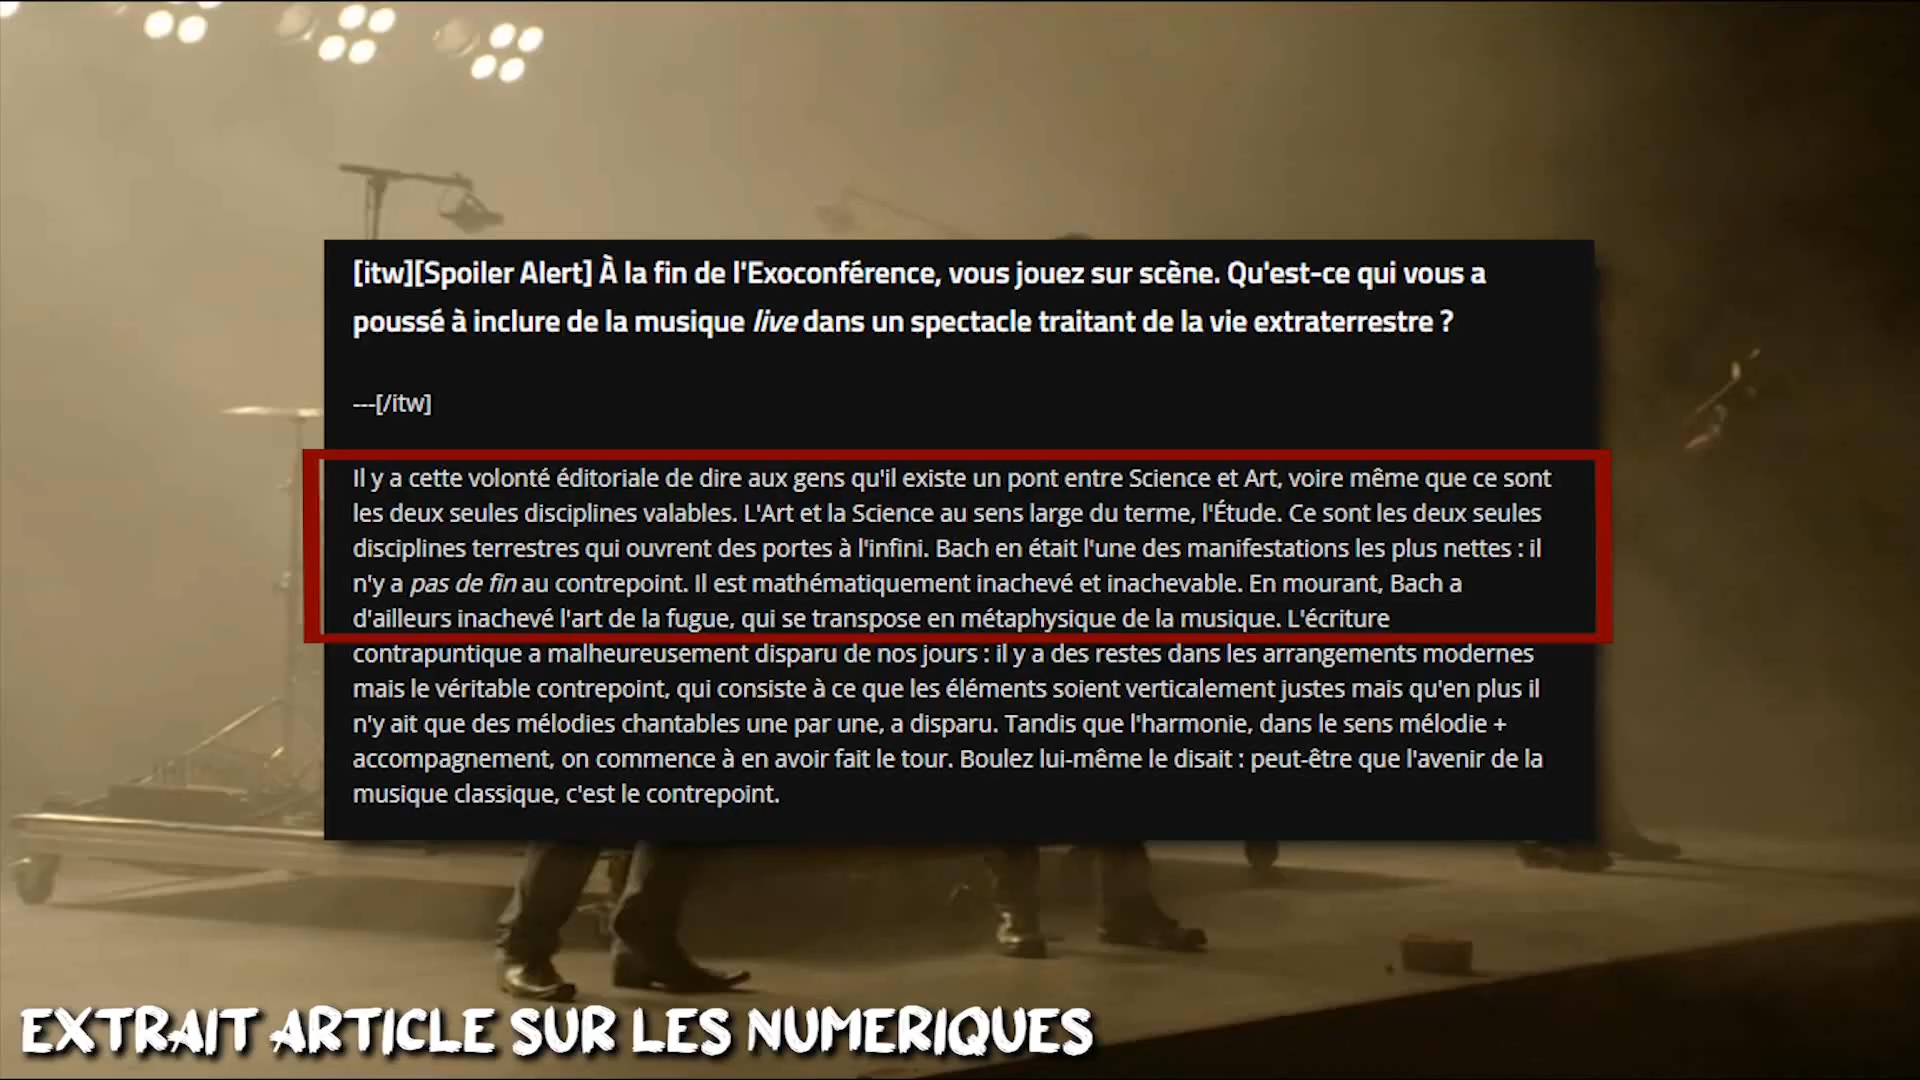 [itw][Spoiler Alert] À la fin de l'Exoconférence, vous jouez sur scène. Qu'est-ce qui vous a
poussé à inclure de la musique live dans un spectacle traitant de la vie extraterrestre ?
---[/itw]
Il y a cette volonté éditoriale de dire aux gens qu'il existe un pont entre Science et Art, voire même que ce sont
les deux seules disciplines valables. L'Art et la Science au sens large du terme, l'Étude. Ce sont les deux seules
disciplines terrestres qui ouvrent des portes à l'infini. Bach en était l'une des manifestations les plus nettes : il
n'y a pas de fin au contrepoint. Il est mathématiquement inachevé et inachevable. En mourant, Bach a
d'ailleurs inachevé l'art de la fugue, qui se transpose en métaphysique de la musique. L'écriture
contrapuntique a malheureusement disparu de nos jours : il y a des restes dans les arrangements modernes
mais le véritable contrepoint, qui consiste à ce que les éléments soient verticalement justes mais qu'en plus il
n'y ait que des mélodies chantables une par une, a disparu. Tandis que l'harmonie, dans le sens mélodie +
accompagnement, on commence à en avoir fait le tour. Boulez lui-même le disait : peut-être que l'avenir de la
musique classique, c'est le contrepoint.
EXTRAIT ARTICLE SUR LES NUMERIQUES